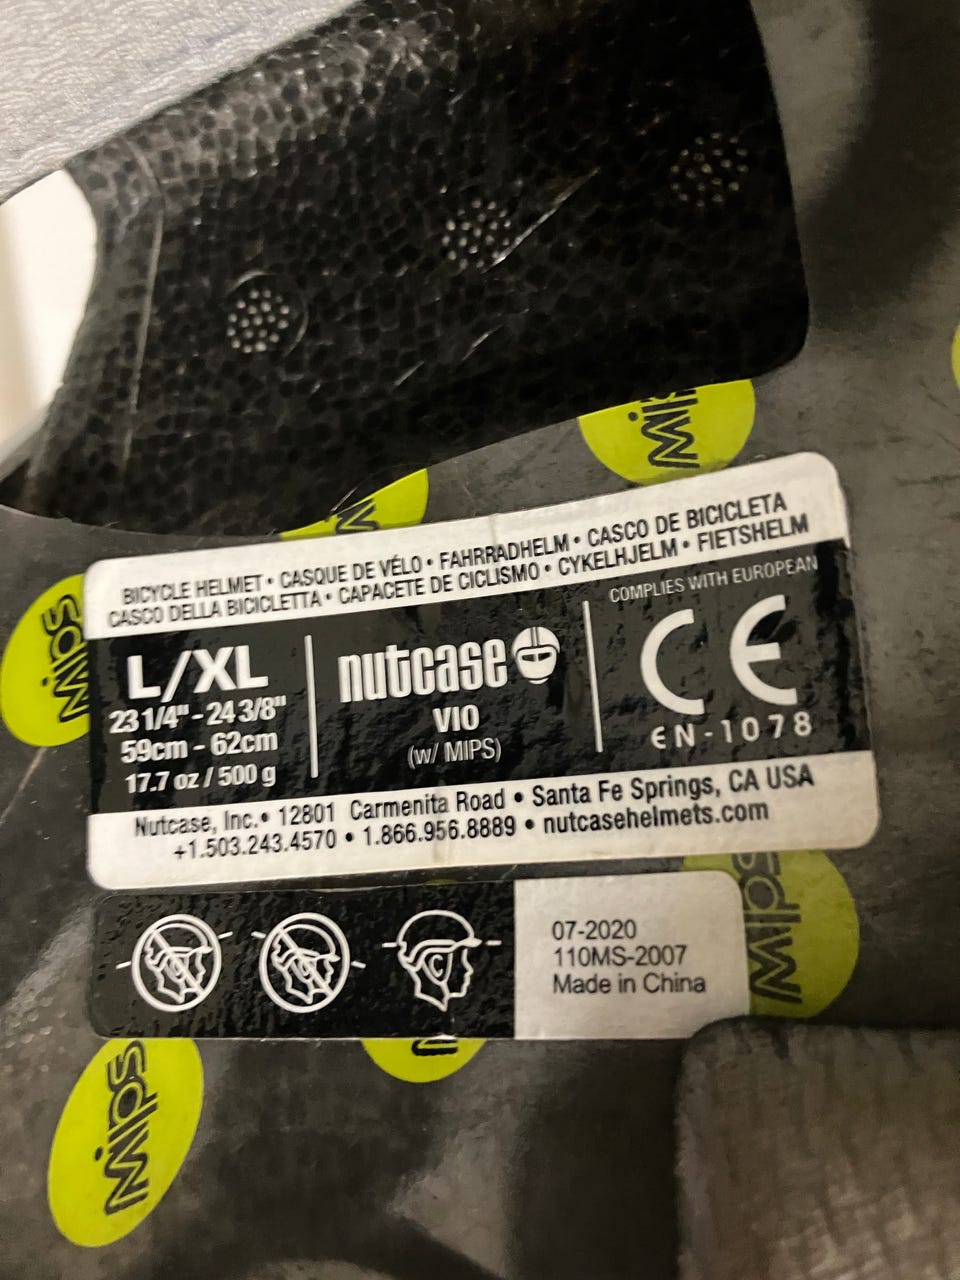 mips
mips
mips
BICYCLE HELMET • CASQUE DE VÉLO • FAHRRADHELM • CASCO DE BICICLETA
CASCO DELLA BICICLETTA • CAPACETE DE CICLISMO • CYKELHJELM • FIETSHELM
COMPLIES WITH EUROPEAN
L/XL
23 1/4" - 24 3/8"
59cm - 62cm
17.7 oz / 500 g
nutcase
VIO
(w/ MIPS)
CE
EN-1078
Nutcase, Inc. • 12801 Carmenita Road • Santa Fe Springs, CA USA
+1.503.243.4570 • 1.866.956.8889 • nutcasehelmets.com
mips
07-2020
110MS-2007
Made in China
mips